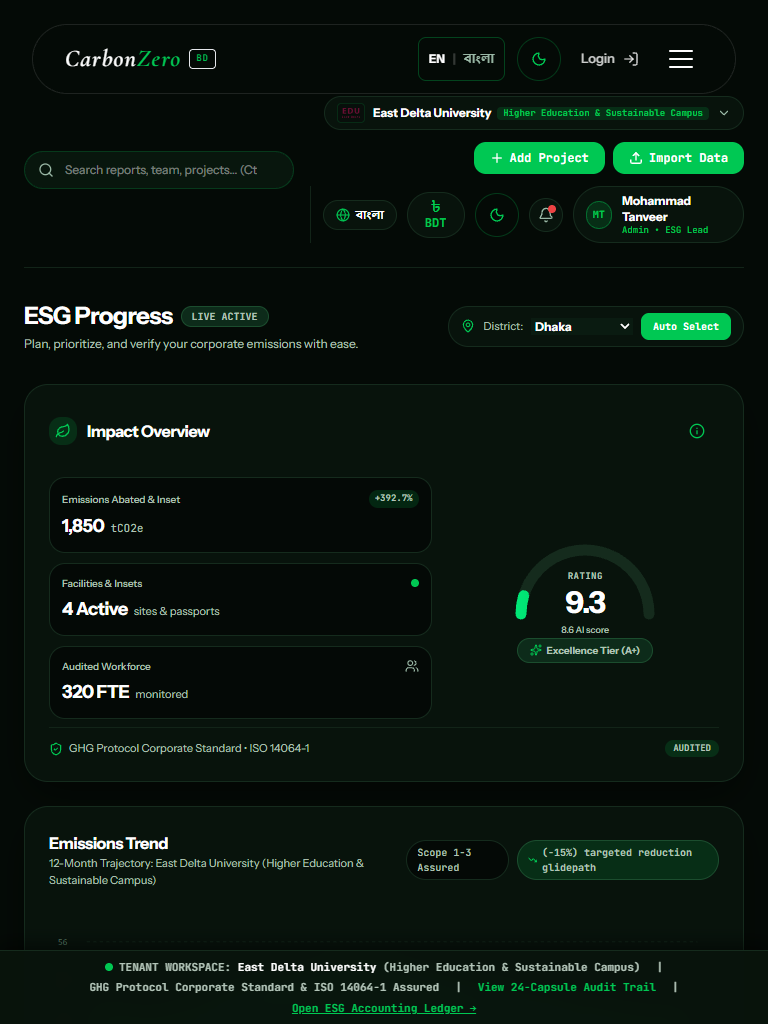 CarbonZero BD
EN | বাংলা
Login
EDU
East Delta University Higher Education & Sustainable Campus
Search reports, team, projects... (Ct
+ Add Project
Import Data
বাংলা
৳
BDT
MT
Mohammad
Tanveer
Admin • ESG Lead
ESG Progress LIVE ACTIVE
Plan, prioritize, and verify your corporate emissions with ease.
District: Dhaka
Auto Select
Impact Overview
Emissions Abated & Inset
+392.7%
1,850 tCO2e
Facilities & Insets
4 Active sites & passports
Audited Workforce
320 FTE monitored
RATING
9.3
8.6 AI score
Excellence Tier (A+)
GHG Protocol Corporate Standard • ISO 14064-1
AUDITED
Emissions Trend
12-Month Trajectory: East Delta University (Higher Education &
Sustainable Campus)
Scope 1-3
Assured
(-15%) targeted reduction
glidepath
56
TENANT WORKSPACE: East Delta University (Higher Education & Sustainable Campus) |
GHG Protocol Corporate Standard & ISO 14064-1 Assured | View 24-Capsule Audit Trail |
Open ESG Accounting Ledger →